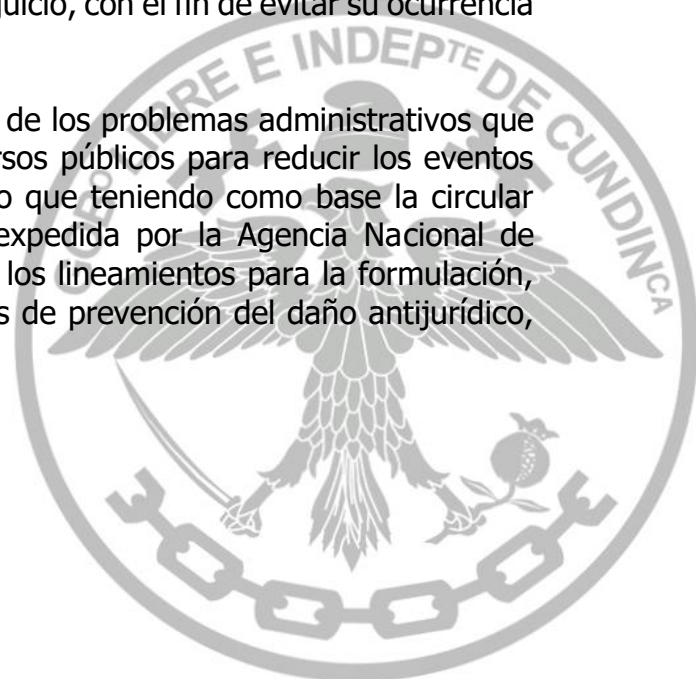 juicio, con el fin de evitar su ocurrencia
de los problemas administrativos que
rsos públicos para reducir los eventos
o que teniendo como base la circular
expedida por la Agencia Nacional de
los lineamientos para la formulación,
s de prevención del daño antijurídico,
RE E INDEPTE DE CUNDINCA